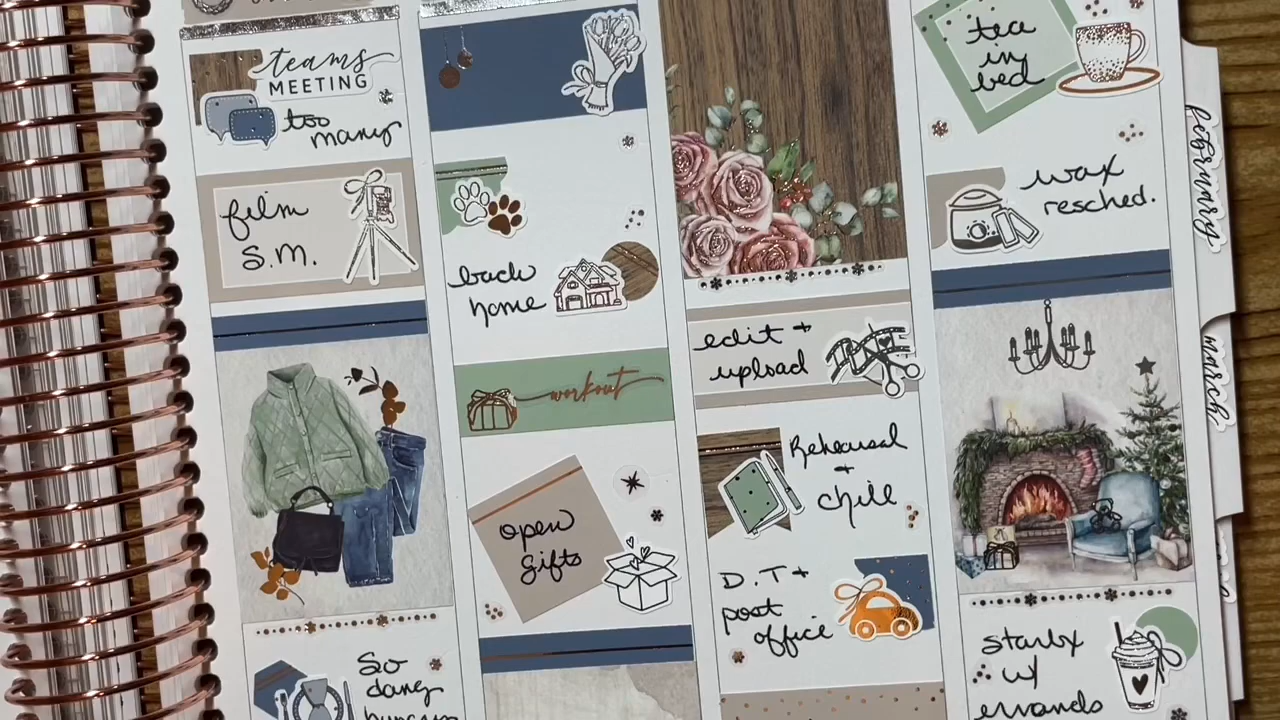 teams
MEETING
too
many
film
S.M.
So
dang
back
home
workout
open
gifts
edit +
upload
Rehearsal
+
chill
D.T +
post
office
tea
in
bed
wax
resched.
starbx
w/
errands
february
march